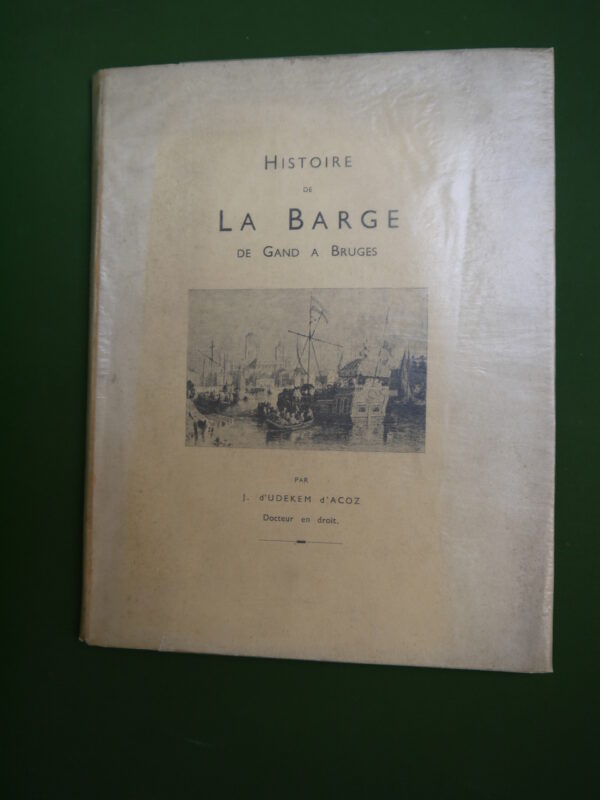 HISTOIRE
DE
LA BARGE
DE GAND A BRUGES
PAR
J. d'UDEKEM d'ACOZ
Docteur en droit.